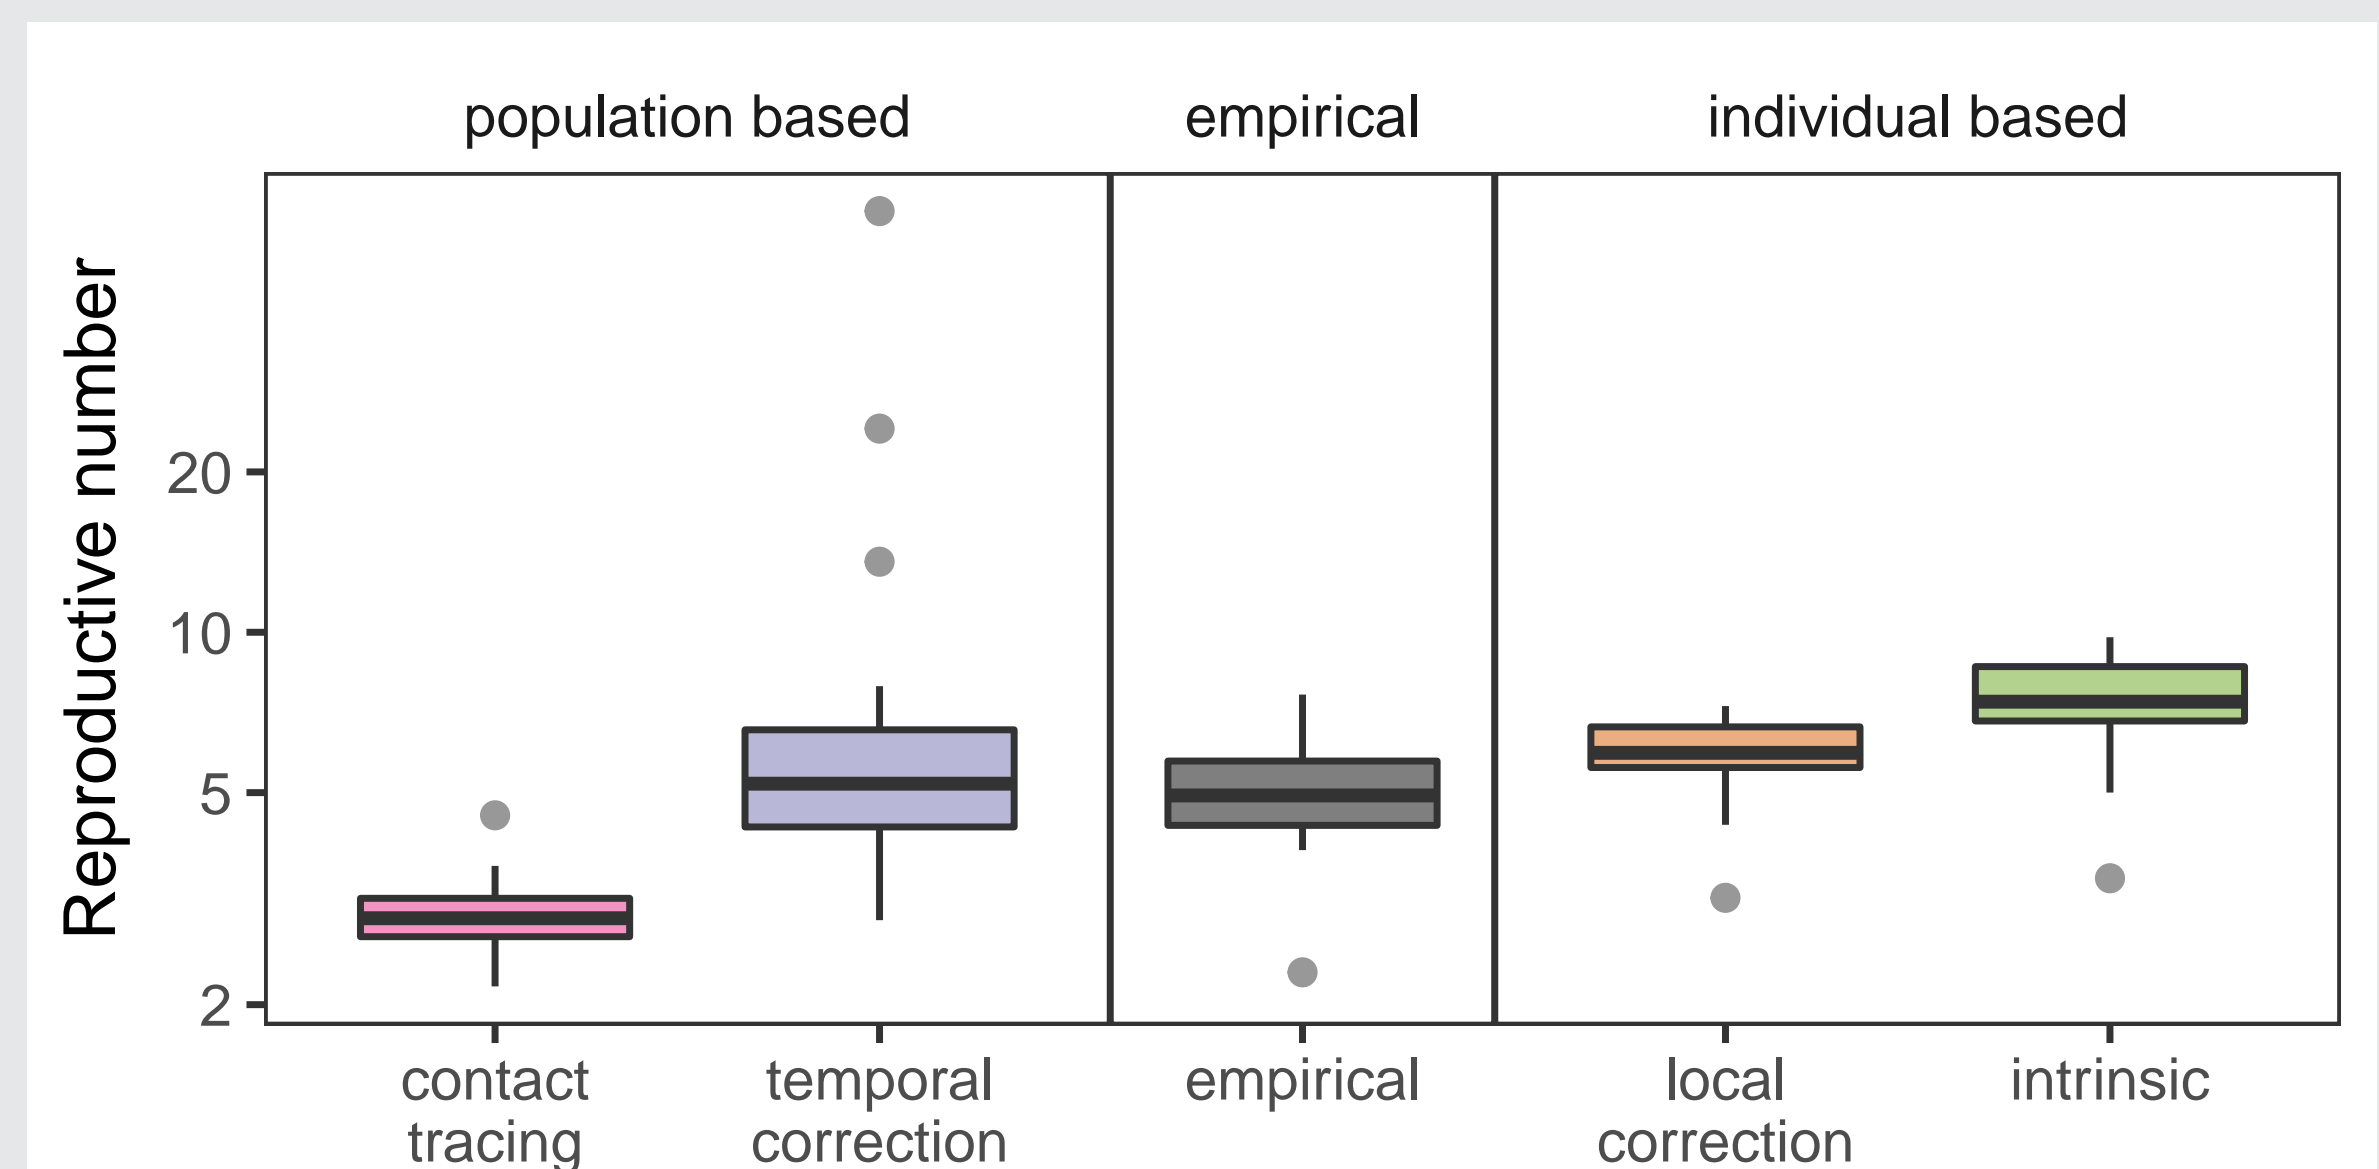 population based
empirical
individual based
Reproductive number
20
10
5
2
contact
tracing
temporal
correction
empirical
local
correction
intrinsic